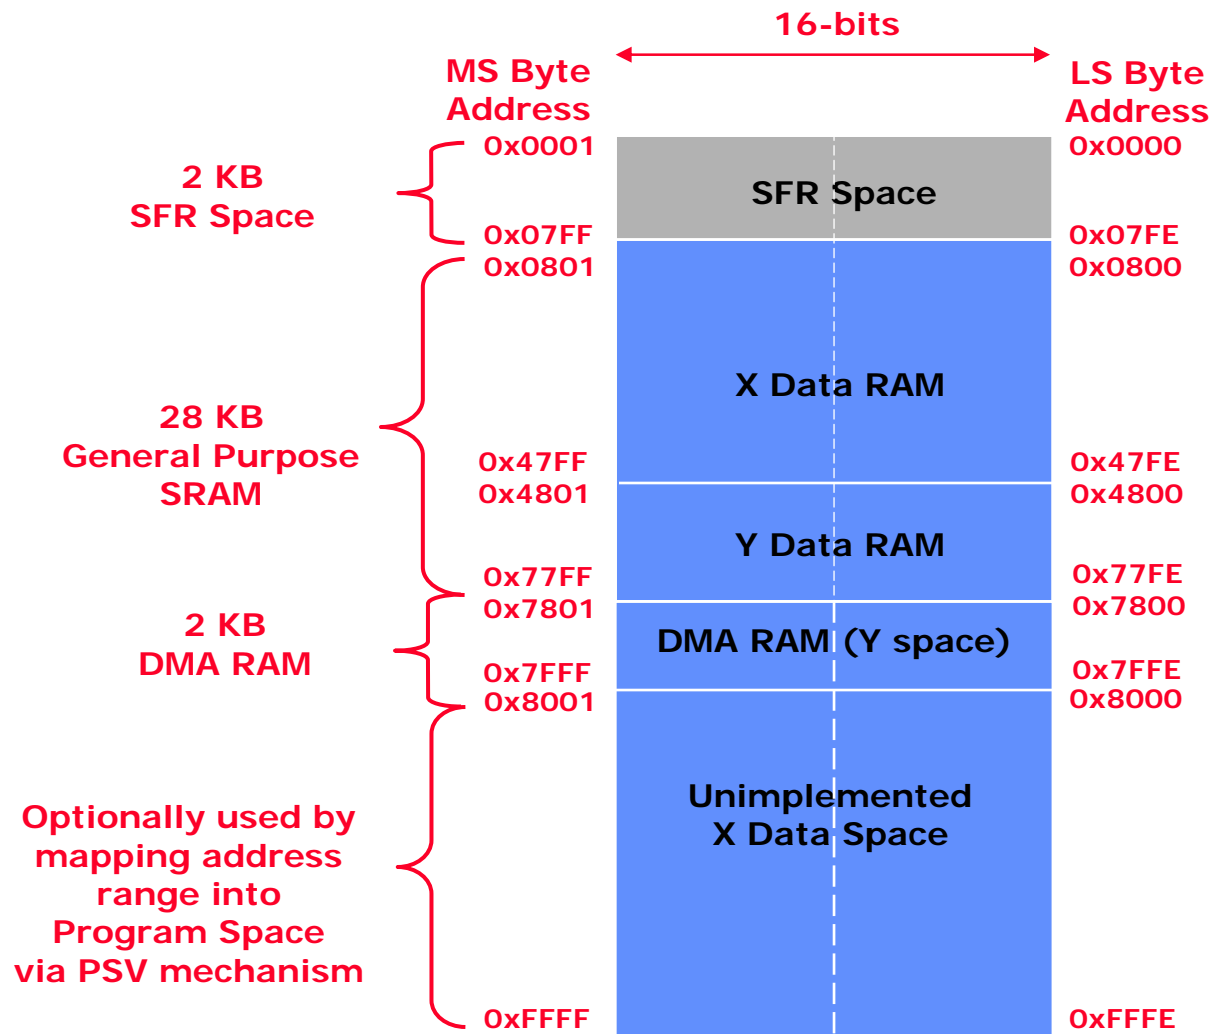 16-bits
MS Byte
Address
LS Byte
Address
0x0001
0x0000
2 KB
SFR Space
SFR Space
0x07FF
0x07FE
0x0801
0x0800
X Data RAM
28 KB
General Purpose
SRAM
0x47FF
0x47FE
0x4801
0x4800
Y Data RAM
0x77FF
0x77FE
0x7801
0x7800
2 KB
DMA RAM
DMA RAM (Y space)
0x7FFF
0x7FFE
0x8001
0x8000
Unimplemented
X Data Space
Optionally used by
mapping address
range into
Program Space
via PSV mechanism
0xFFFF
0xFFFE